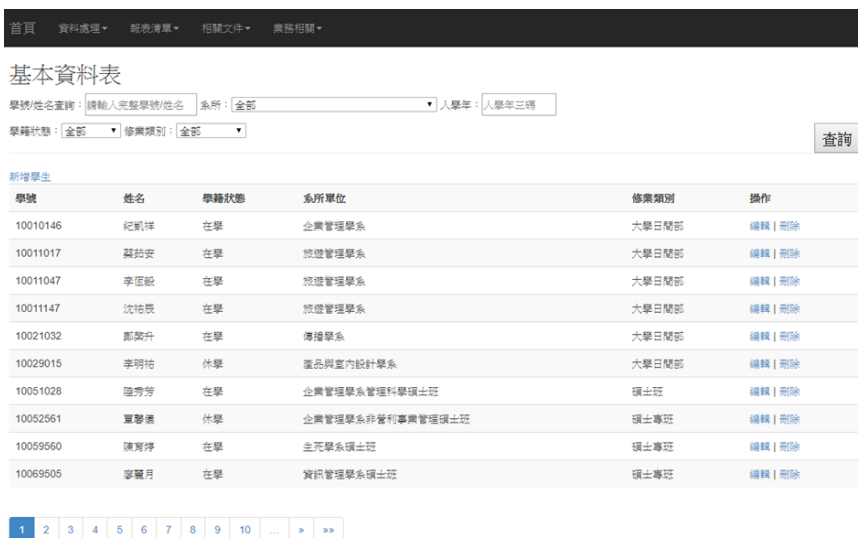 首頁 資料處理 報表清單 相關文件 業務相關
基本資料表
學號/姓名查詢： 請輸入完整學號/姓名 系所： 全部 入學年： 入學年三碼
學籍狀態： 全部 修業類別： 全部
查詢
新增學生
學號 姓名 學籍狀態 系所單位 修業類別 操作
10010146 紀凱祥 在學 企業管理學系 大學日間部 編輯 | 刪除
10011017 蔡茹安 在學 旅遊管理學系 大學日間部 編輯 | 刪除
10011047 李恆毅 在學 旅遊管理學系 大學日間部 編輯 | 刪除
10011147 沈祐辰 在學 旅遊管理學系 大學日間部 編輯 | 刪除
10021032 在學 傳播學系 大學日間部 編輯 | 刪除
10029015 李明祐 休學 產品與室內設計學系 大學日間部 編輯 | 刪除
10051028 陸秀芳 在學 企業管理學系管理科學碩士班 碩士班 編輯 | 刪除
10052561 休學 企業管理學系非營利事業管理碩士班 碩士專班 編輯 | 刪除
10059560 在學 生死學系碩士班 碩士專班 編輯 | 刪除
10069505 廖麗月 在學 資訊管理學系碩士班 碩士專班 編輯 | 刪除
1 2 3 4 5 6 7 8 9 10 ... » »»